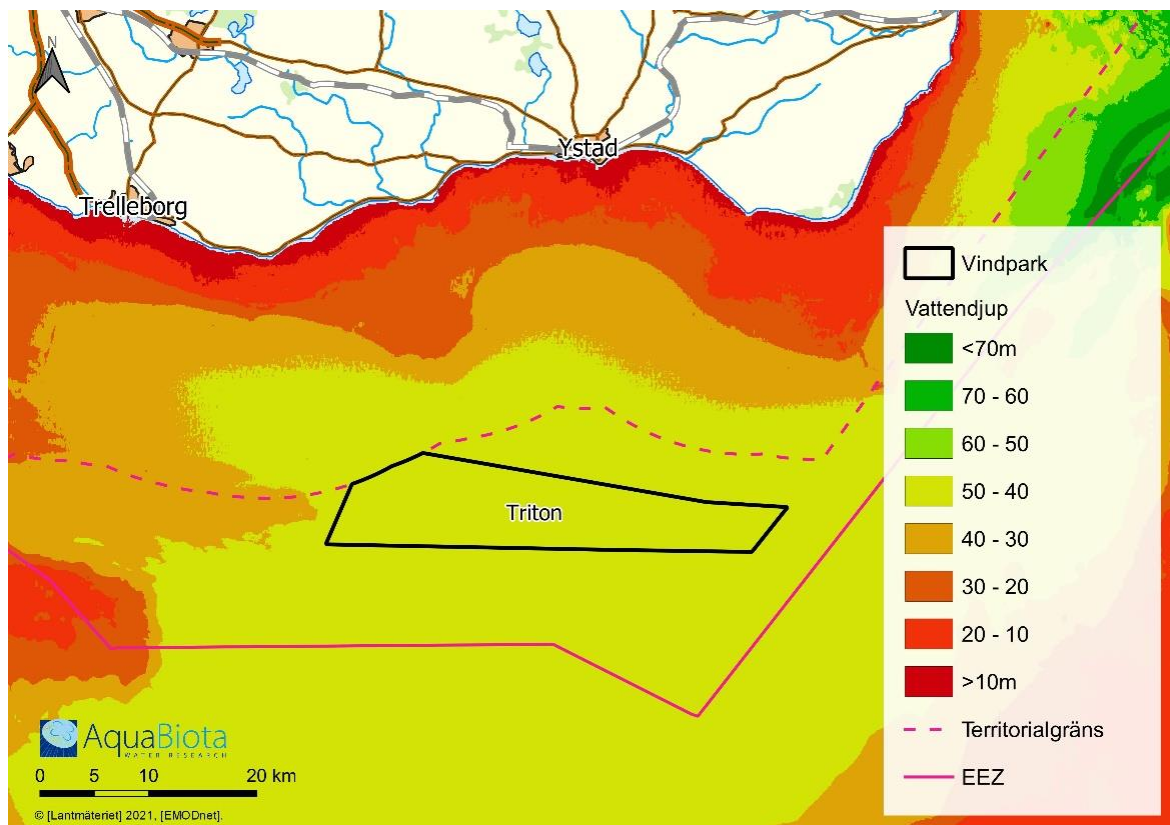 N
Ystad
Trelleborg
Triton
Vindpark
Vattendjup
<70m
70 - 60
60 - 50
50 - 40
40 - 30
30 - 20
20 - 10
>10m
Territorialgräns
EEZ
AquaBiota
WATER RESEARCH
0 5 10 20 km
© [Lantmäteriet] 2021, [EMODnet].